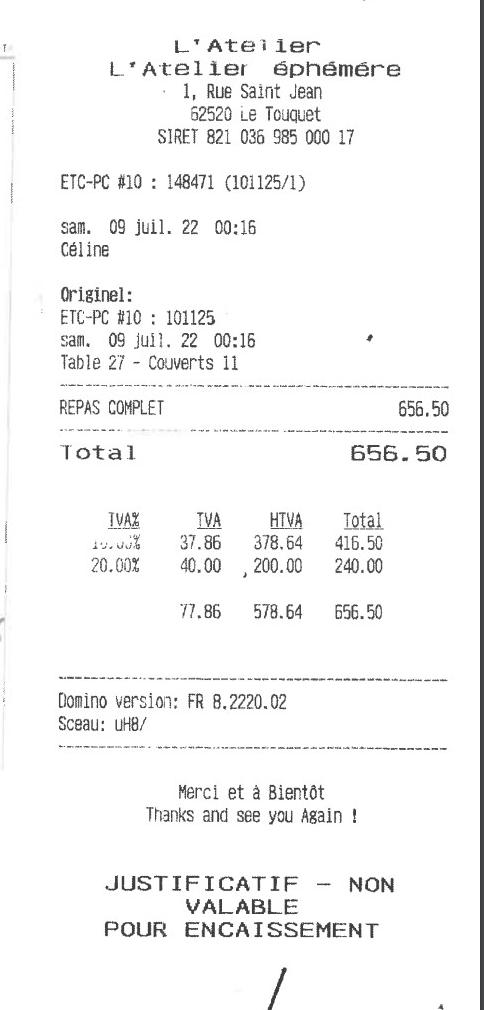 L'Atelier
L'Atelier éphémére
1, Rue Saint Jean
62520 Le Touquet
SIRET 821 036 985 000 17
ETC-PC #10 : 148471 (101125/1)
sam. 09 juil. 22 00:16
Céline
Originel:
ETC-PC #10 : 101125
sam. 09 juil. 22 00:16
Table 27 - Couverts 11
REPAS COMPLET 656.50
Total 656.50
TVA% TVA HTVA Total
10.00% 37.86 378.64 416.50
20.00% 40.00 200.00 240.00
77.86 578.64 656.50
Domino version: FR 8.2220.02
Sceau: uH8/
Merci et à Bientôt
Thanks and see you Again !
JUSTIFICATIF - NON
VALABLE
POUR ENCAISSEMENT